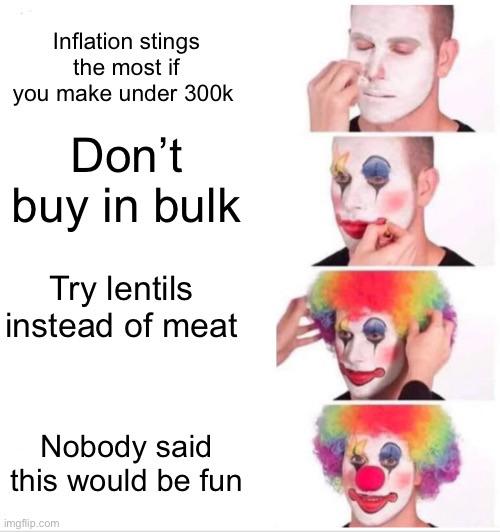 Inflation stings
the most if
you make under 300k
Don't
buy in bulk
Try lentils
instead of meat
Nobody said
this would be fun
imgflip.com